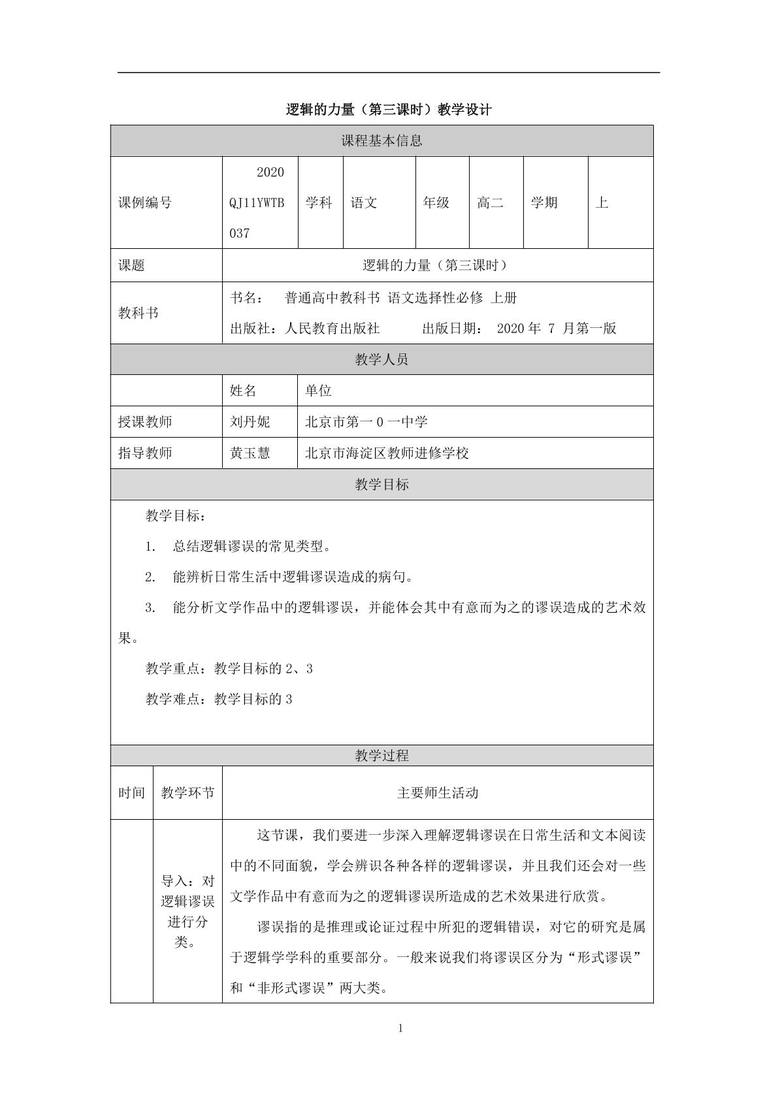 逻辑的力量（第三课时）教学设计
课程基本信息
课例编号 2020 QJ11YWTB 037 学科 语文 年级 高二 学期 上
课题 逻辑的力量（第三课时）
教科书
书名： 普通高中教科书 语文选择性必修 上册
出版社：人民教育出版社 出版日期： 2020 年 7 月第一版
教学人员
姓名 单位
授课教师 刘丹妮 北京市第一 0 一中学
指导教师 黄玉慧 北京市海淀区教师进修学校
教学目标
教学目标：
1. 总结逻辑谬误的常见类型。
2. 能辨析日常生活中逻辑谬误造成的病句。
3. 能分析文学作品中的逻辑谬误，并能体会其中有意而为之的谬误造成的艺术效
果。
教学重点：教学目标的 2、3
教学难点：教学目标的 3
教学过程
时间 教学环节 主要师生活动
导入：对
逻辑谬误
进行分
类。
这节课，我们要进一步深入理解逻辑谬误在日常生活和文本阅读
中的不同面貌，学会辨识各种各样的逻辑谬误，并且我们还会对一些
文学作品中有意而为之的逻辑谬误所造成的艺术效果进行欣赏。
谬误指的是推理或论证过程中所犯的逻辑错误，对它的研究是属
于逻辑学学科的重要部分。一般来说我们将谬误区分为“形式谬误”
和“非形式谬误”两大类。
1